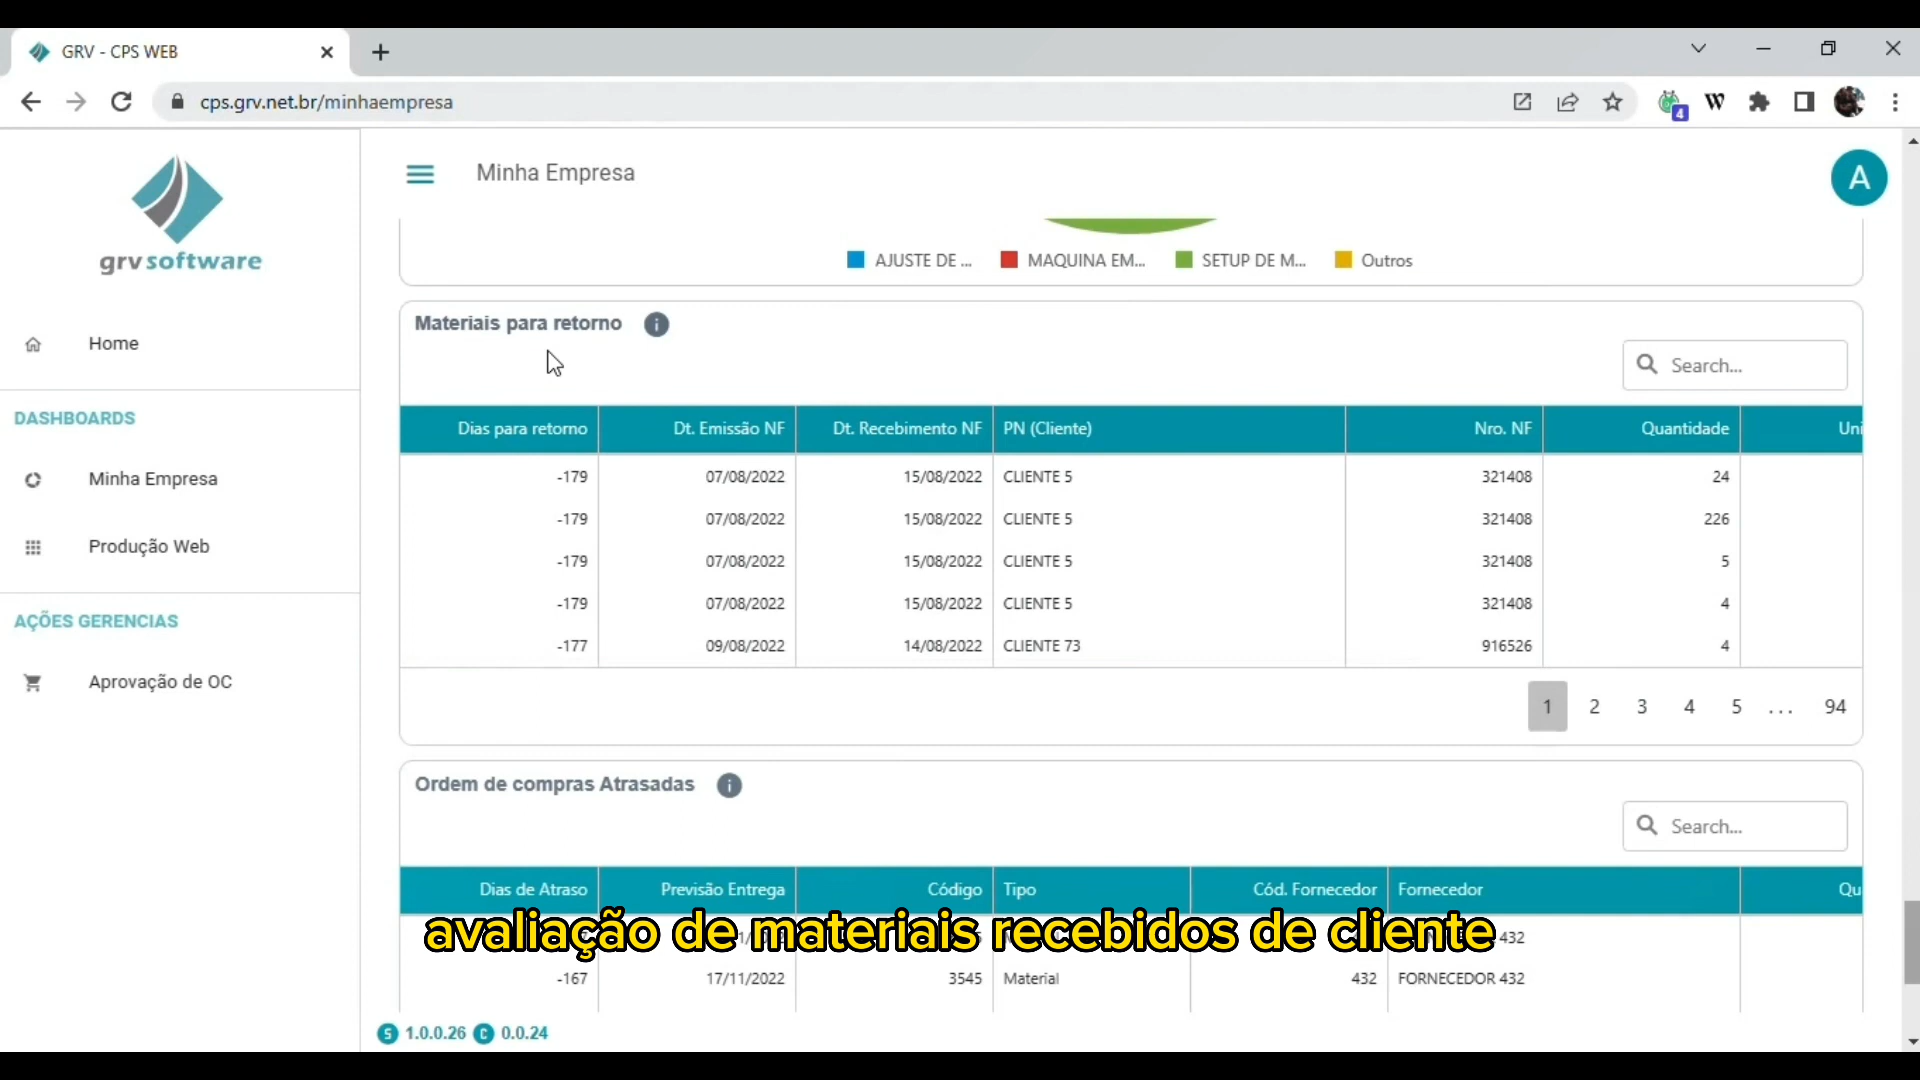 GRV - CPS WEB
cps.grv.net.br/minhaempresa
4
W
grvsoftware
Minha Empresa
A
Home
DASHBOARDS
Minha Empresa
Produção Web
AÇÕES GERENCIAS
Aprovação de OC
AJUSTE DE ... MAQUINA EM... SETUP DE M... Outros
Materiais para retorno i
Search...
Dias para retorno Dt. Emissão NF Dt. Recebimento NF PN (Cliente) Nro. NF Quantidade Uni
-179 07/08/2022 15/08/2022 CLIENTE 5 321408 24
-179 07/08/2022 15/08/2022 CLIENTE 5 321408 226
-179 07/08/2022 15/08/2022 CLIENTE 5 321408 5
-179 07/08/2022 15/08/2022 CLIENTE 5 321408 4
-177 09/08/2022 14/08/2022 CLIENTE 73 916526 4
1 2 3 4 5 ... 94
Ordem de compras Atrasadas i
Search...
Dias de Atraso Previsão Entrega Código Tipo Cód. Fornecedor Fornecedor Qu
432
avaliação de materiais recebidos de cliente
-167 17/11/2022 3545 Material 432 FORNECEDOR 432
S 1.0.0.26 C 0.0.24